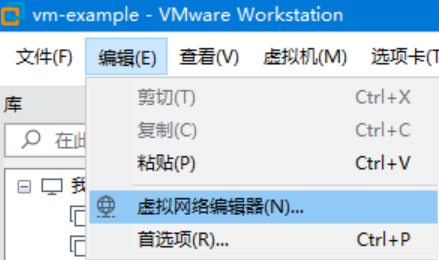 vm-example - VMware Workstation
文件(F) 编辑(E) 查看(V) 虚拟机(M) 选项卡(T
库
剪切(T) Ctrl+X
在此
复制(C) Ctrl+C
粘贴(P) Ctrl+V
虚拟网络编辑器(N)...
首选项(R)... Ctrl+P